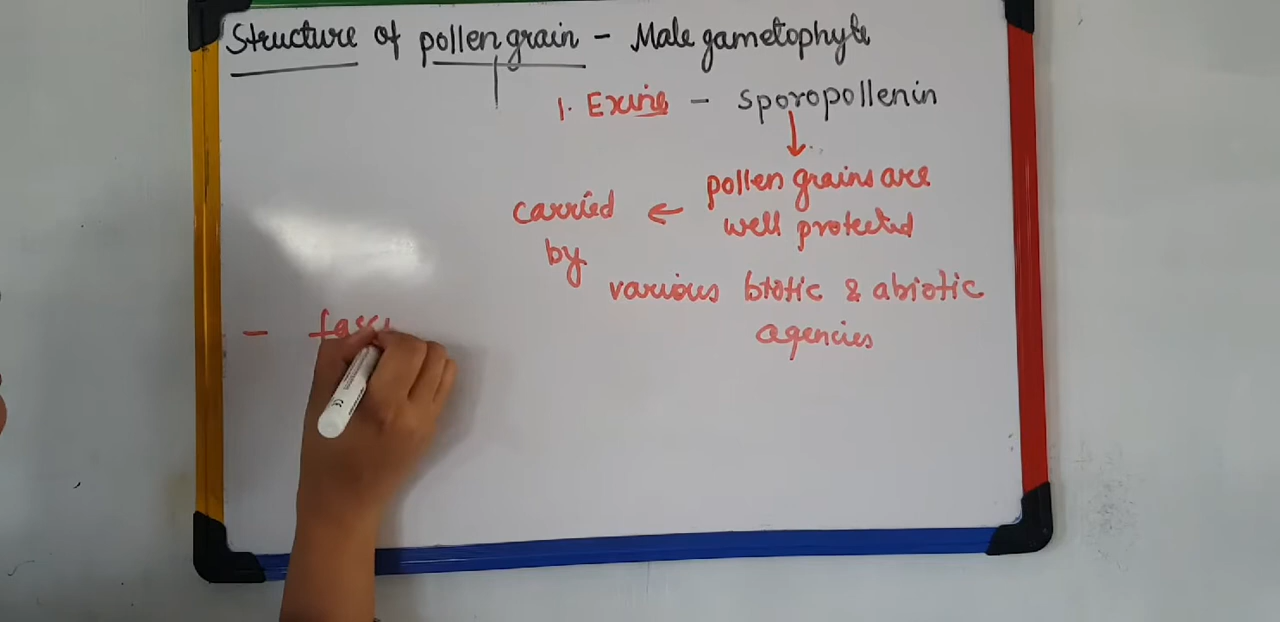 Structure of pollen grain - Male gametophyte
1. Exine - sporopollenin
pollen grains are
well protected
carried
by
various biotic & abiotic
agencies
-